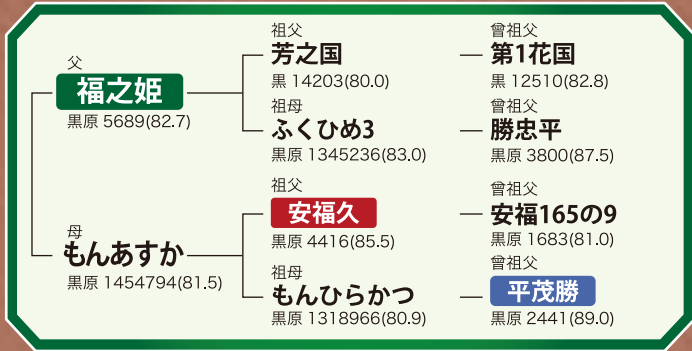 父
福之姫
黒原 5689(82.7)
祖父
芳之国
黒 14203(80.0)
曾祖父
第1花国
黒 12510(82.8)
祖母
ふくひめ3
黒原 1345236(83.0)
曾祖父
勝忠平
黒原 3800(87.5)
母
もんあすか
黒原 1454794(81.5)
祖父
安福久
黒原 4416(85.5)
曾祖父
安福165の9
黒原 1683(81.0)
祖母
もんひらかつ
黒原 1318966(80.9)
曾祖父
平茂勝
黒原 2441(89.0)